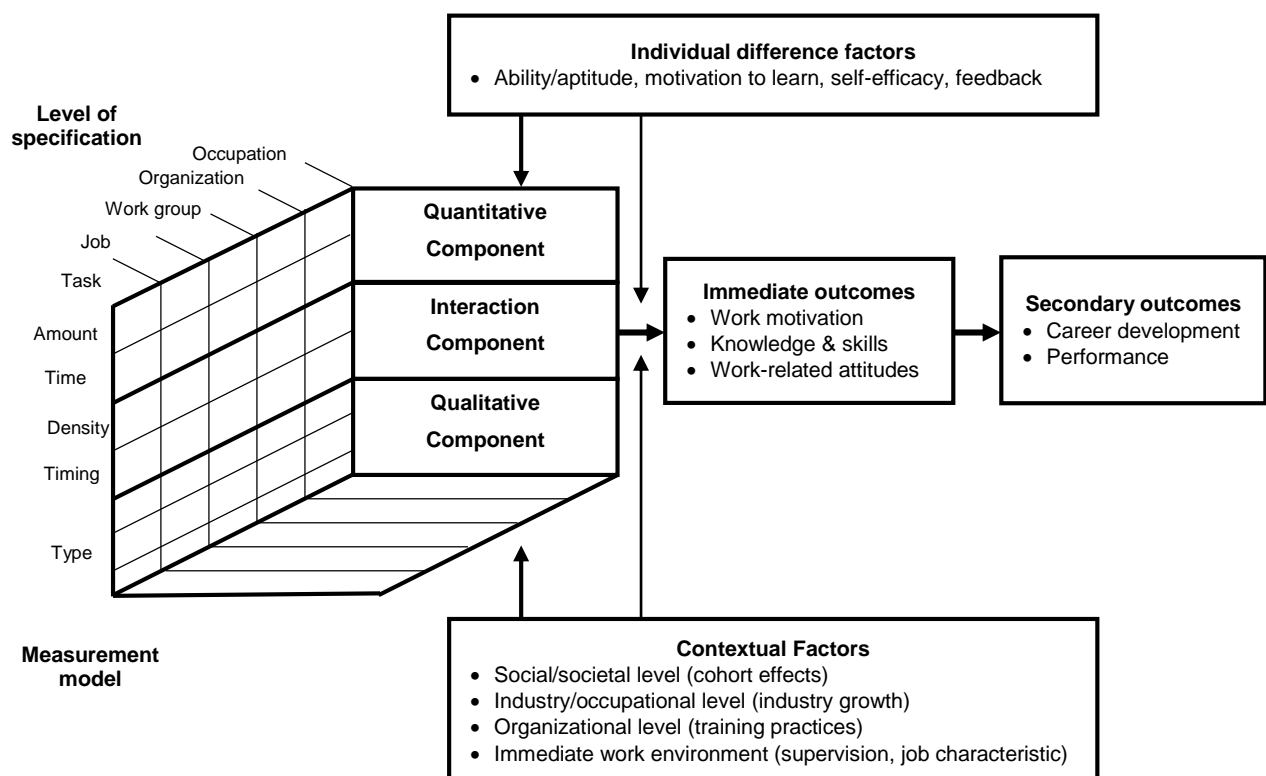 Individual difference factors
• Ability/aptitude, motivation to learn, self-efficacy, feedback
Level of
specification
Occupation
Organization
Work group
Job
Task
Amount
Time
Density
Timing
Type
Measurement
model
Quantitative
Component
Interaction
Component
Qualitative
Component
Immediate outcomes
• Work motivation
• Knowledge & skills
• Work-related attitudes
Secondary outcomes
• Career development
• Performance
Contextual Factors
• Social/societal level (cohort effects)
• Industry/occupational level (industry growth)
• Organizational level (training practices)
• Immediate work environment (supervision, job characteristic)